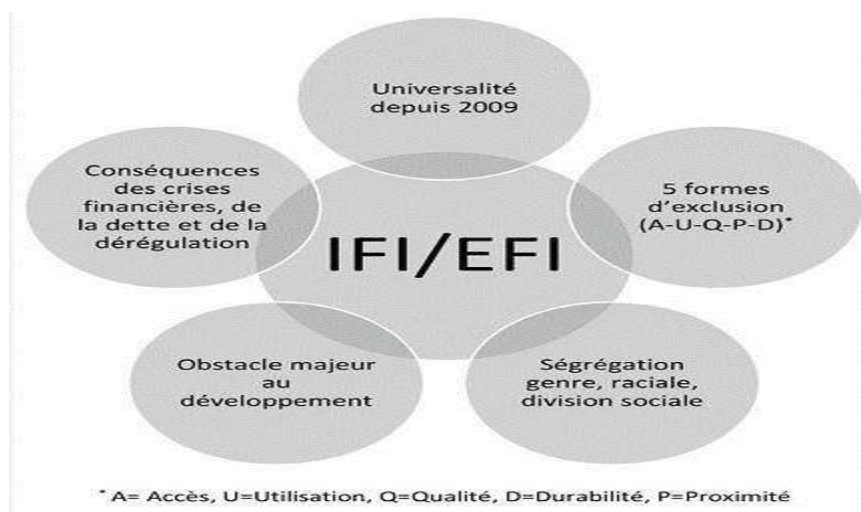 Universalité
depuis 2009
Conséquences
des crises
financières, de
la dette et de la
dérégulation
5 formes
d'exclusion
(A-U-Q-P-D)*
IFI/EFI
Obstacle majeur
au
développement
Ségrégation
genre, raciale,
division sociale
* A= Accès, U=Utilisation, Q=Qualité, D=Durabilité, P=Proximité